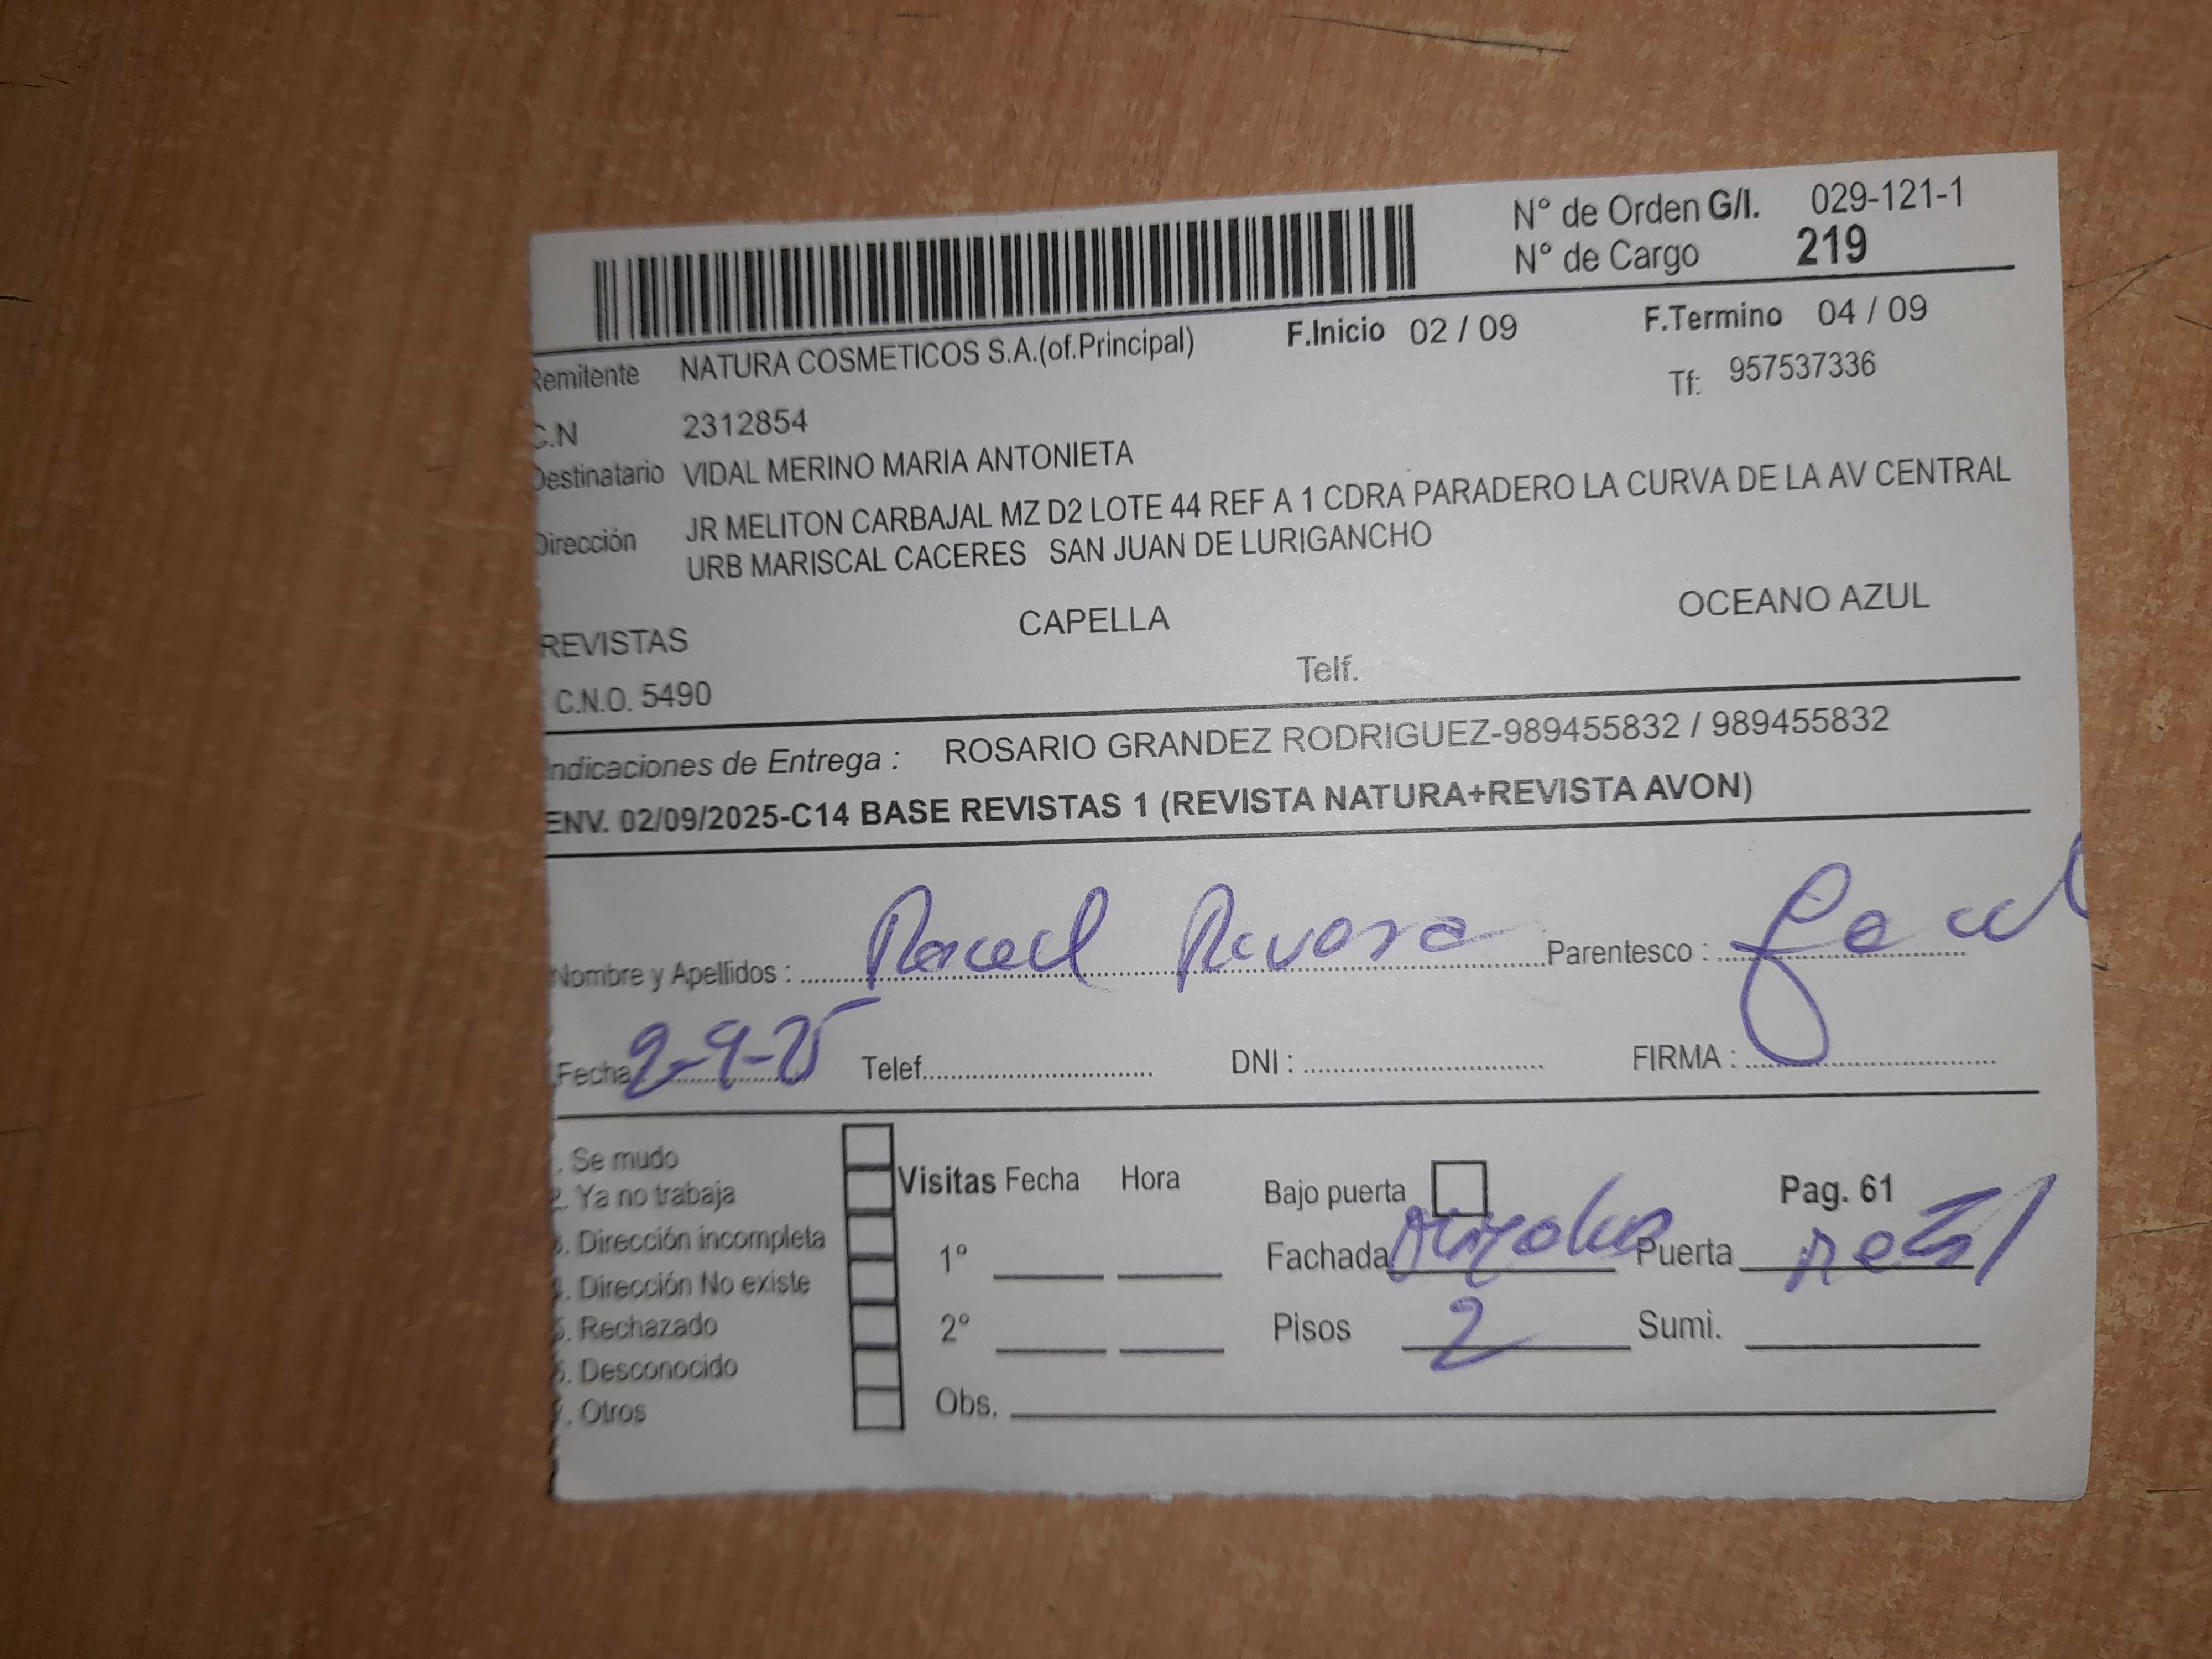 N° de Orden G/I. 029-121-1
N° de Cargo 219
Remitente NATURA COSMETICOS S.A.(of.Principal) F.Inicio 02 / 09 F.Termino 04 / 09
C.N 2312854 Tf: 957537336
Destinatario VIDAL MERINO MARIA ANTONIETA
Dirección JR MELITON CARBAJAL MZ D2 LOTE 44 REF A 1 CDRA PARADERO LA CURVA DE LA AV CENTRAL
URB MARISCAL CACERES SAN JUAN DE LURIGANCHO
REVISTAS CAPELLA OCEANO AZUL
C.N.O. 5490 Telf.
Indicaciones de Entrega : ROSARIO GRANDEZ RODRIGUEZ-989455832 / 989455832
ENV. 02/09/2025-C14 BASE REVISTAS 1 (REVISTA NATURA+REVISTA AVON)
Nombre y Apellidos : Rivera Parentesco :
Fecha 2-9-25 Telef. DNI : FIRMA :
. Se mudo
2. Ya no trabaja Visitas Fecha Hora Bajo puerta Pag. 61
3. Dirección incompleta 1° Fachada Puerta
4. Dirección No existe
5. Rechazado 2° Pisos 2 Sumi.
6. Desconocido
7. Otros Obs.